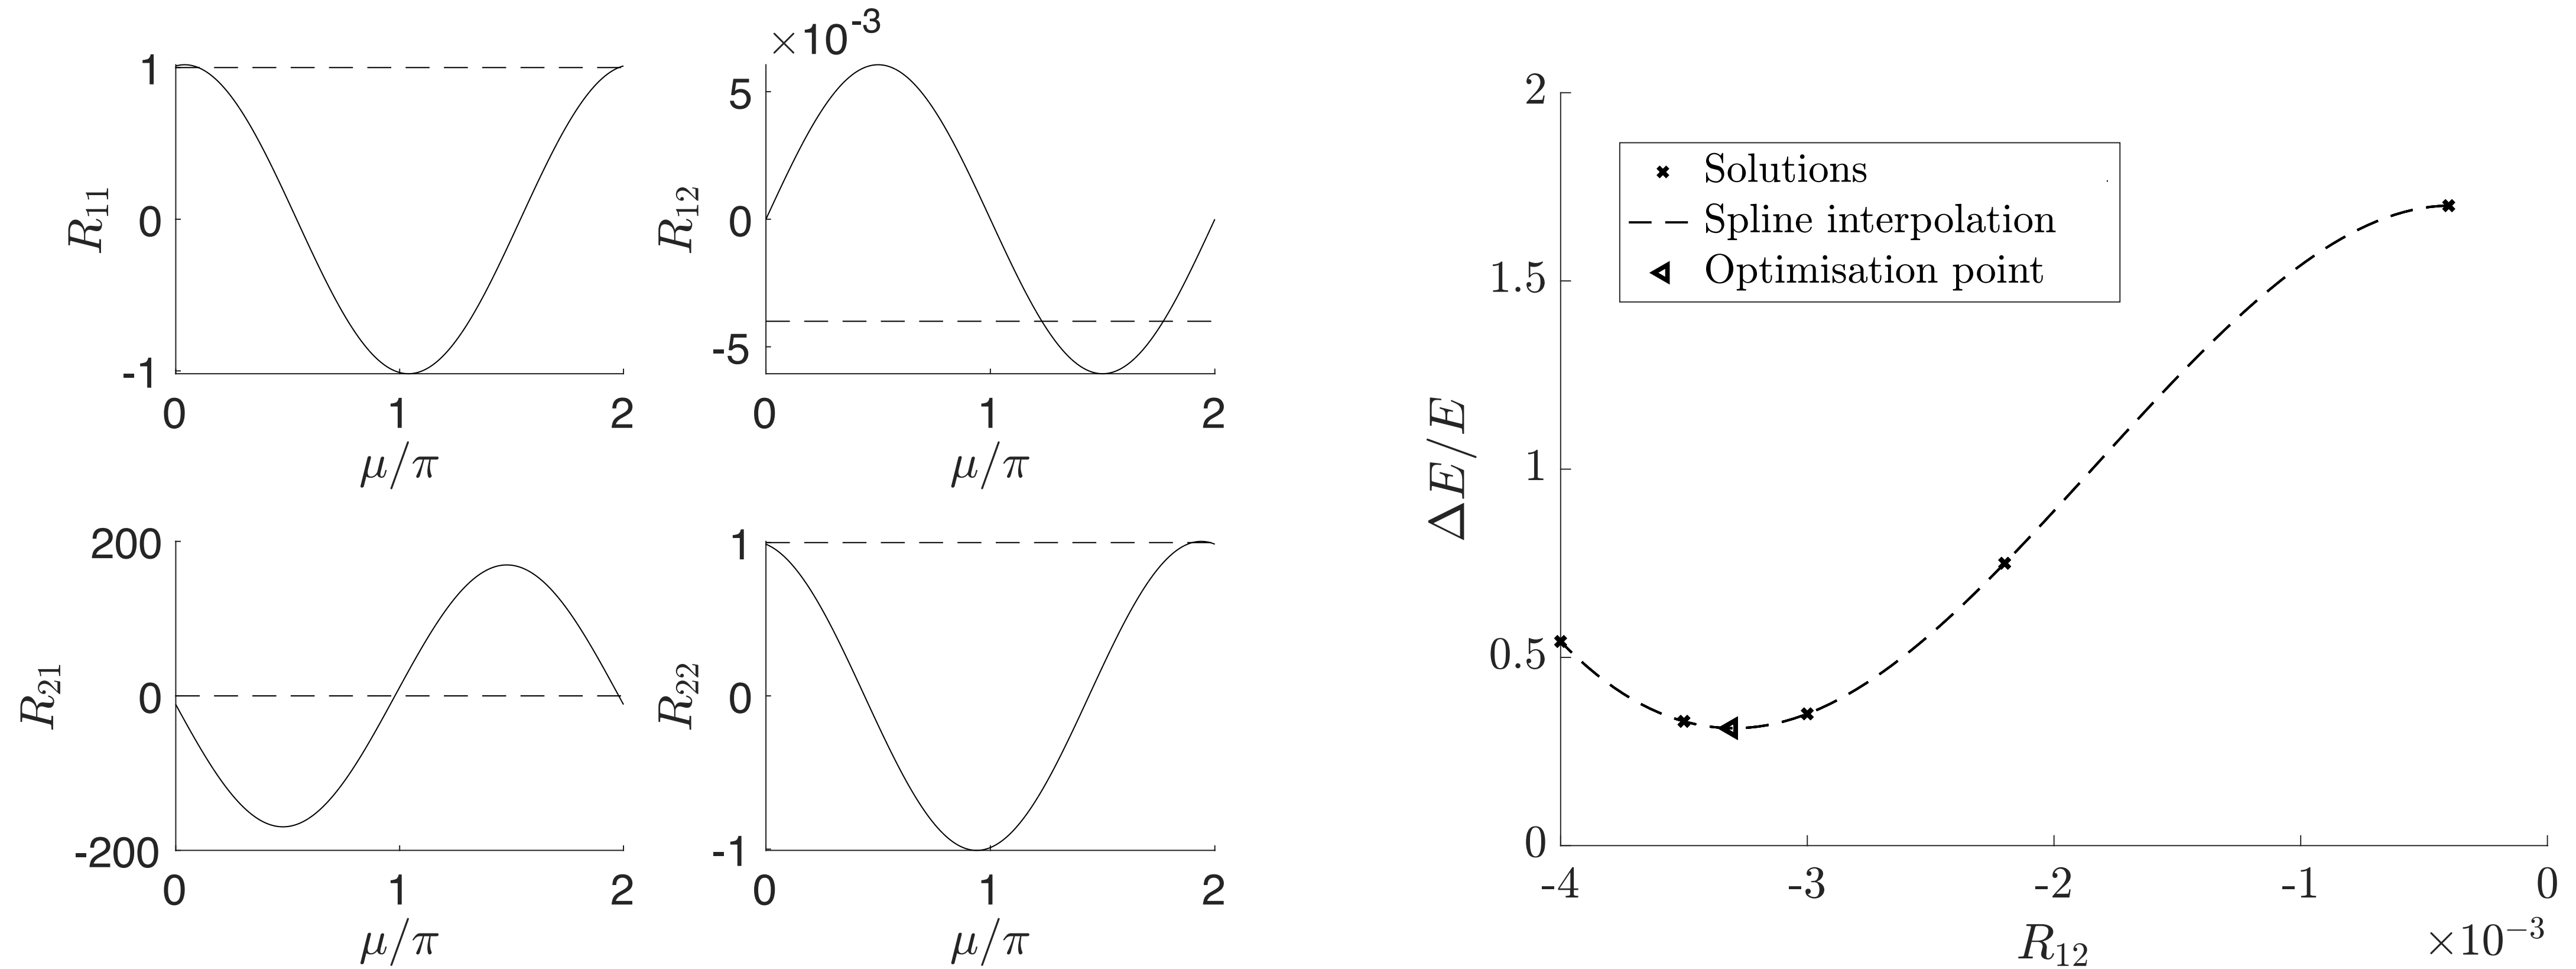 ×10⁻³
1
0
-1
R₁₁
0
1
2
μ/π
5
0
-5
R₁₂
0
1
2
μ/π
200
0
-200
R₂₁
0
1
2
μ/π
1
0
-1
R₂₂
0
1
2
μ/π
2
1.5
1
0.5
0
ΔE/E
Solutions
Spline interpolation
Optimisation point
-4
-3
-2
-1
0
R₁₂
×10⁻³